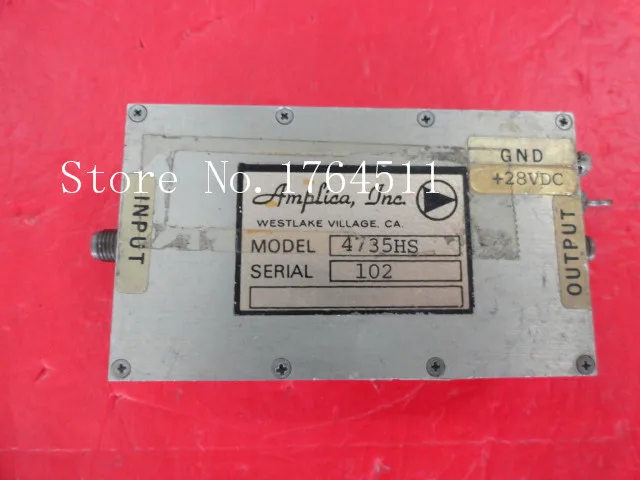 GND
+28VDC
Store No. 1764511
INPUT
Amplica, Inc.
WESTLAKE VILLAGE, CA.
MODEL 4735HS
SERIAL 102
OUTPUT